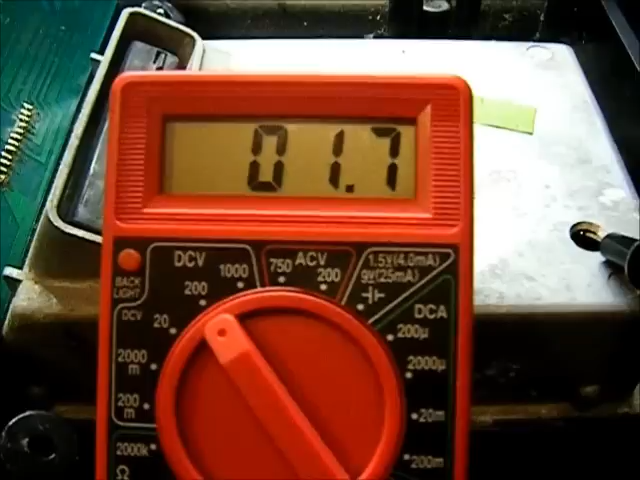 01.7
DCV
1000
750
ACV
200
1.5V(4.0mA)
9V(25mA)
BACK
LIGHT
200
DCV
20
DCA
200µ
2000
m
2000µ
200
m
20m
2000k
200m
Ω